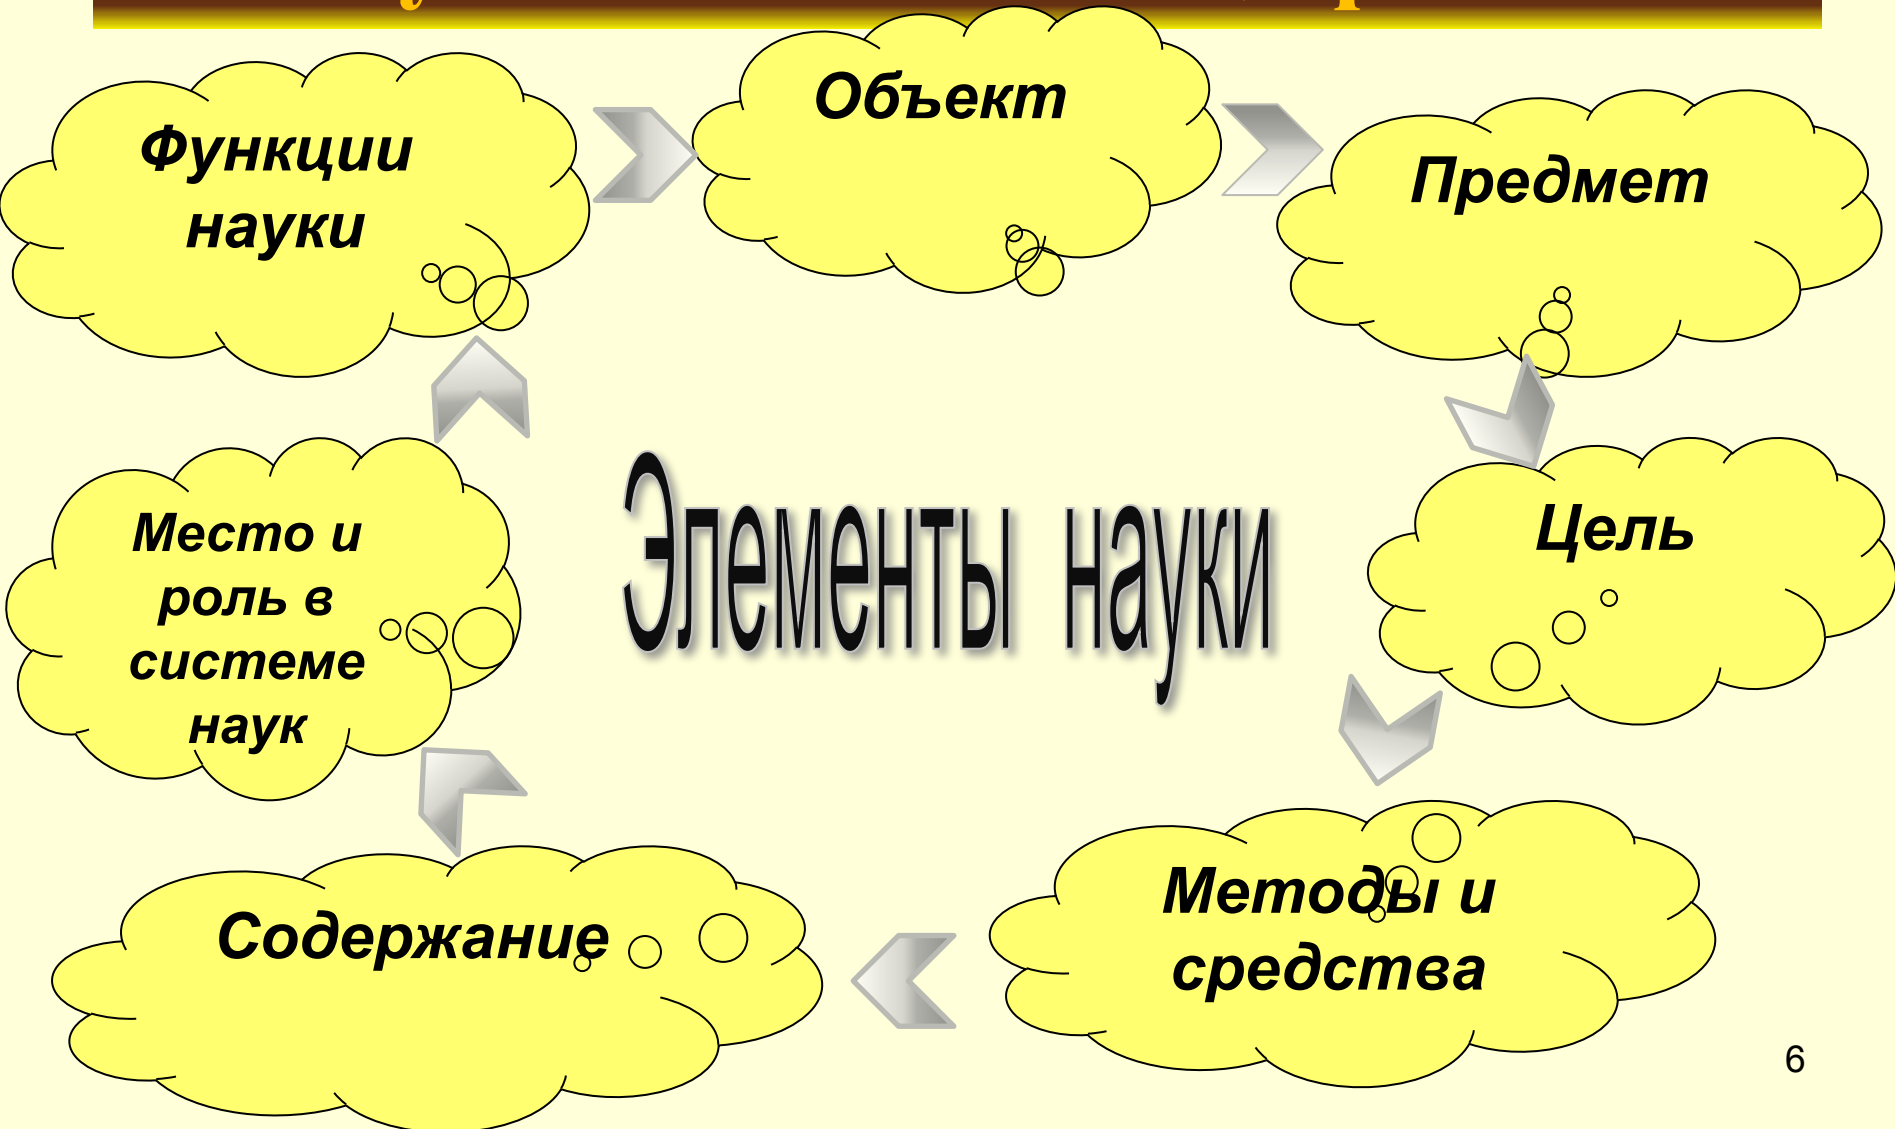 Объект
Функции
науки
Предмет
Элементы науки
Цель
Место и
роль в
системе
наук
Методы и
средства
Содержание
6